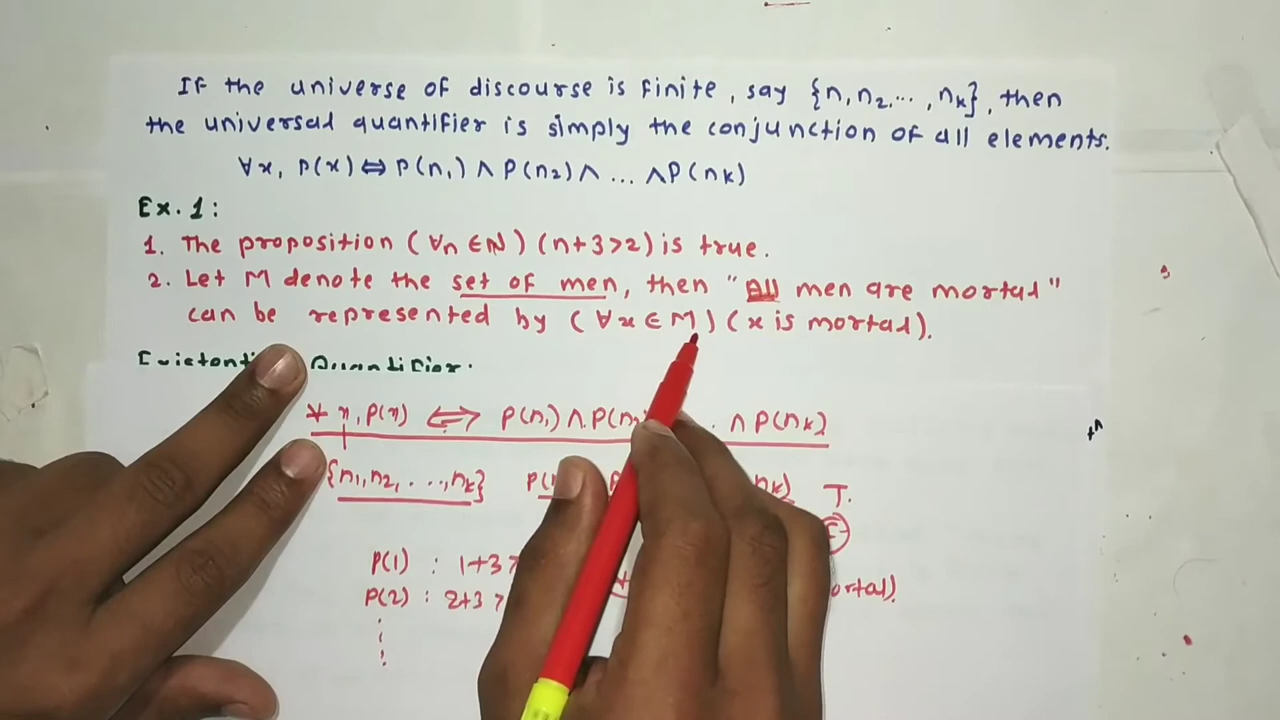 If the universe of discourse is finite, say {n, n2, ..., nk}, then
the universal quantifier is simply the conjunction of all elements.
∀x, P(x) ⇔ P(n1) ∧ P(n2) ∧ ... ∧P(nk)
Ex. 1:
1. The proposition (∀n ∈ N) (n+3>2) is true.
2. Let M denote the set of men, then "All men are mortal"
can be represented by (∀x ∈ M) (x is mortal).
∀ n, P(n) ⇔ P(n1) ∧ P(n2 . ∧ P(nk)
{n1, n2, ..., nk} nk) T.
P(1) : 1+3 >
P(2) : 2+3 >